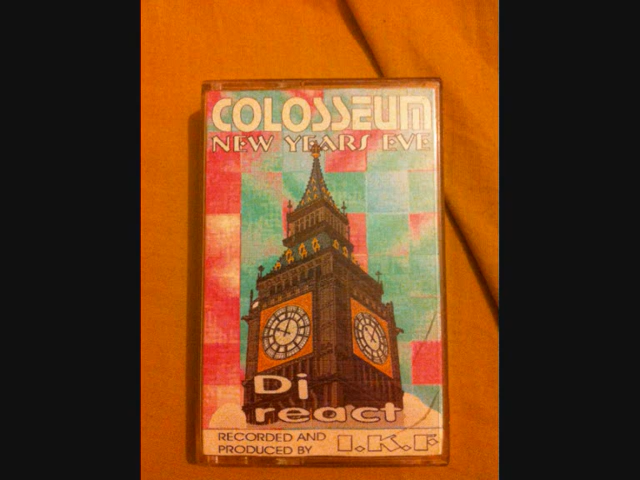 COLOSSEUM
NEW YEARS EVE
Dj
react
RECORDED AND
PRODUCED BY
I.K.F